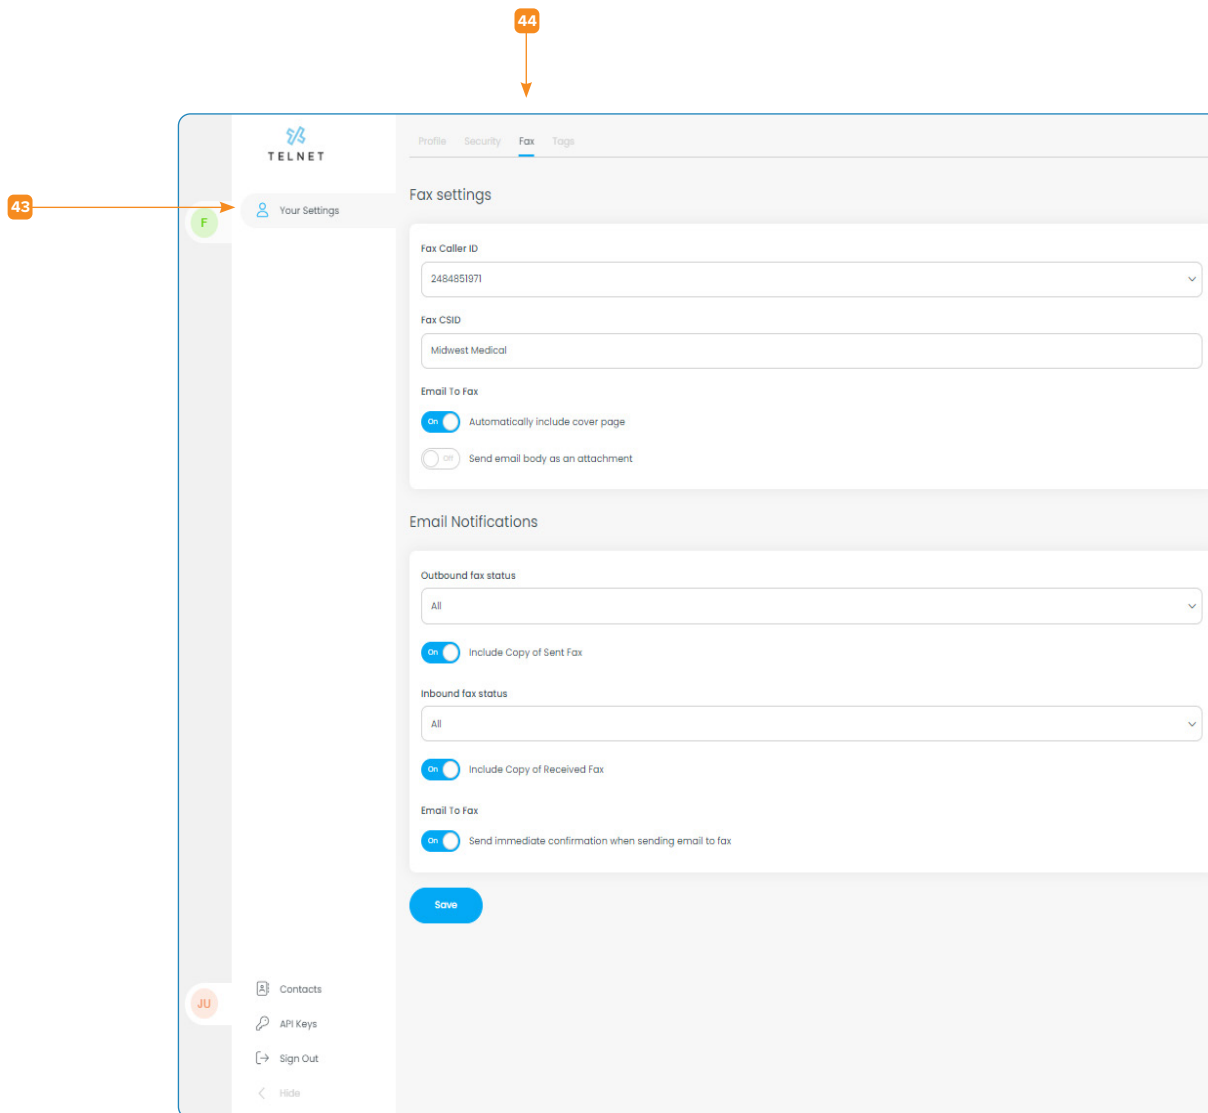 44
TELNET
Profile Security Fax Tags
43
F
Your Settings
Fax settings
Fax Caller ID
2484851971
Fax CSID
Midwest Medical
Email To Fax
On Automatically include cover page
Off Send email body as an attachment
Email Notifications
Outbound fax status
All
On Include Copy of Sent Fax
Inbound fax status
All
On Include Copy of Received Fax
Email To Fax
On Send immediate confirmation when sending email to fax
Save
Contacts
JU
API Keys
Sign Out
Hide